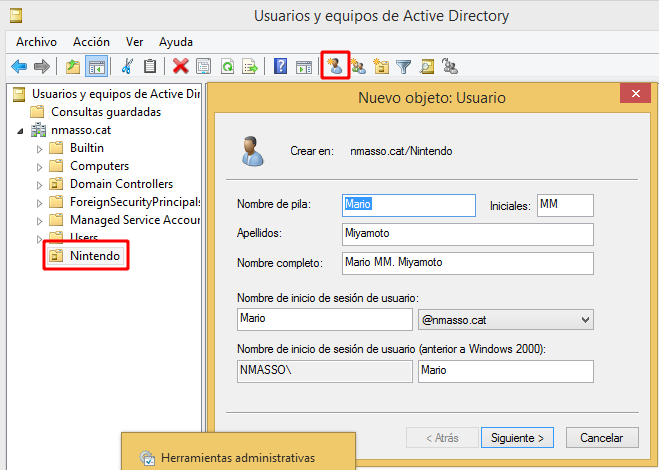 Usuarios y equipos de Active Directory
Archivo Acción Ver Ayuda
Usuarios y equipos de Active Dire
Consultas guardadas
nmasso.cat
Builtin
Computers
Domain Controllers
ForeignSecurityPrincipals
Managed Service Accoun
Users
Nintendo
Nuevo objeto: Usuario
Crear en: nmasso.cat/Nintendo
Nombre de pila: Mario Iniciales: MM
Apellidos: Miyamoto
Nombre completo: Mario MM. Miyamoto
Nombre de inicio de sesión de usuario:
Mario @nmasso.cat
Nombre de inicio de sesión de usuario (anterior a Windows 2000):
NMASSO\ Mario
< Atrás Siguiente > Cancelar
Herramientas administrativas